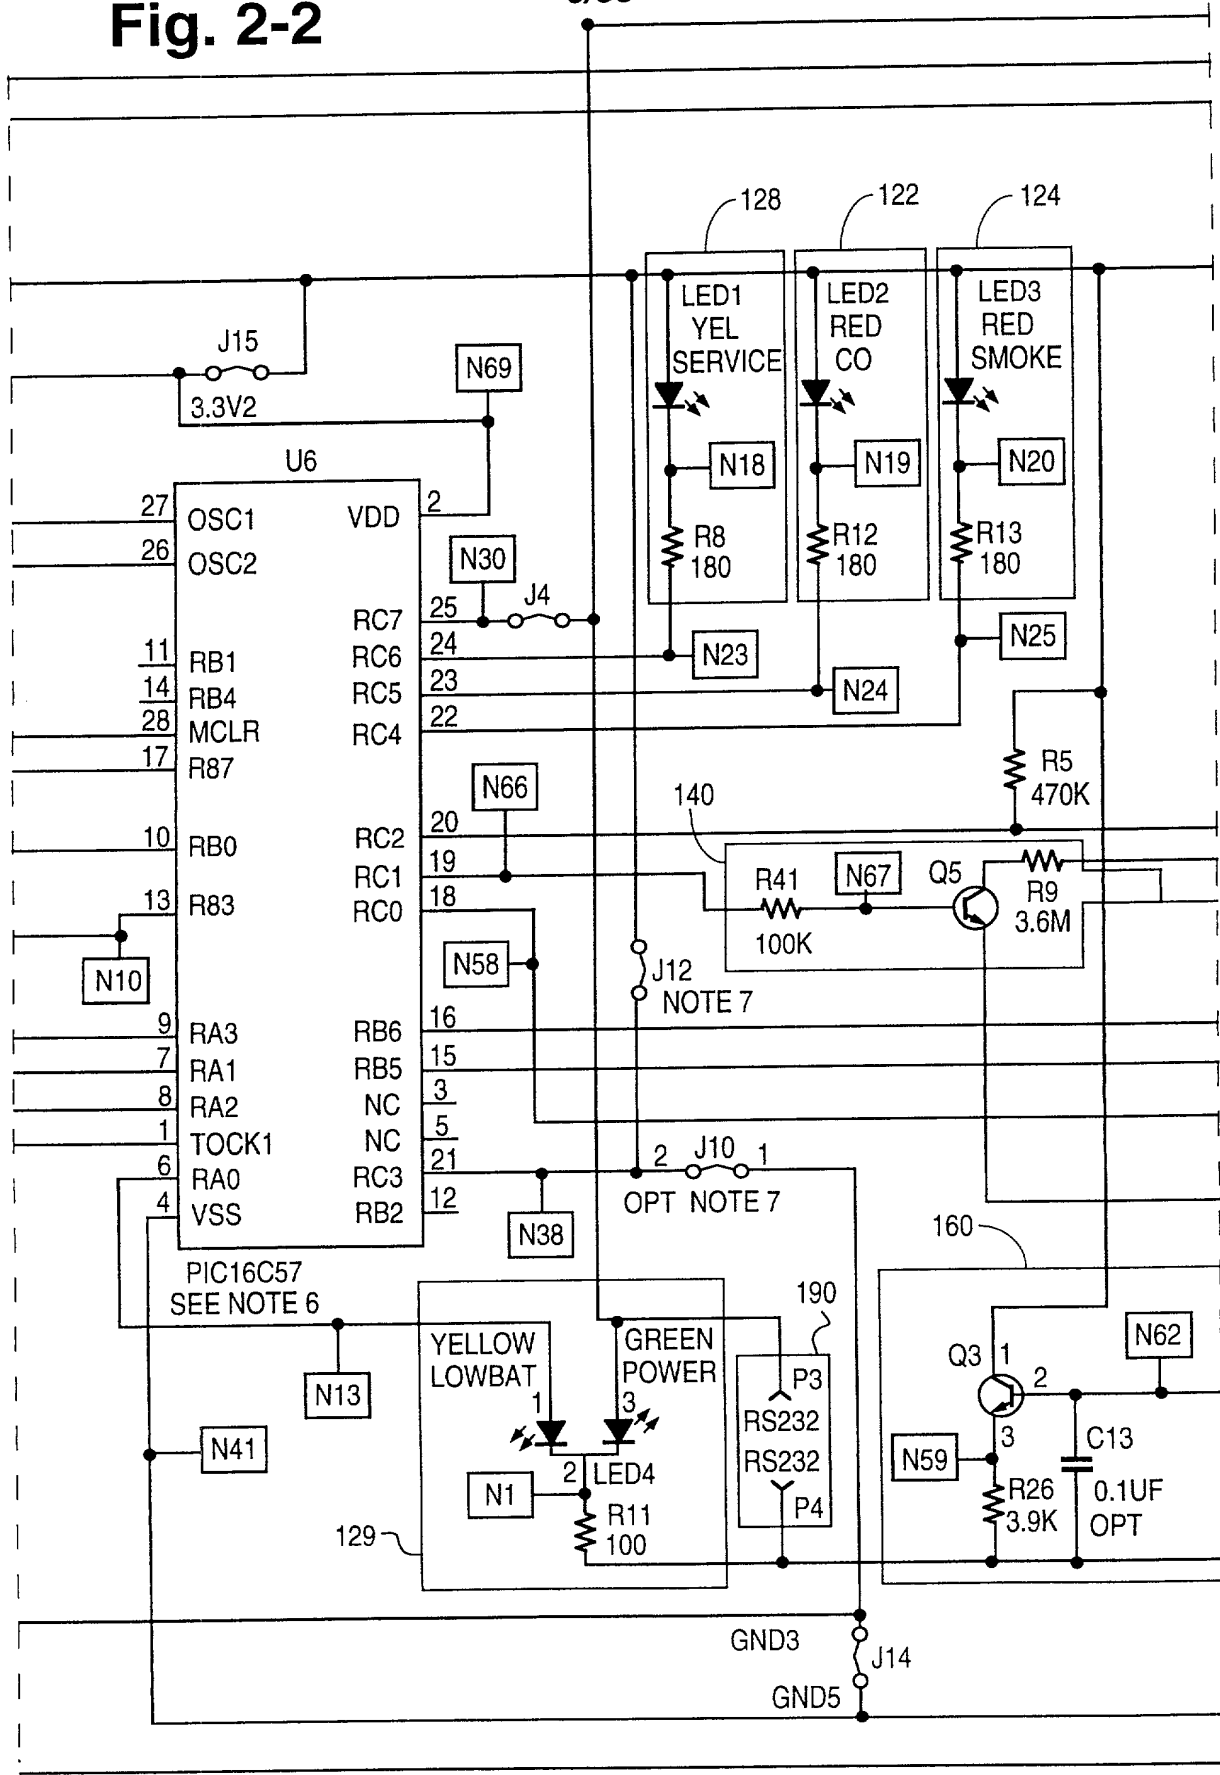 Fig. 2-2
128
122
124
LED1
YEL
SERVICE
LED2
RED
CO
LED3
RED
SMOKE
J15
3.3V2
N69
N18
N19
N20
U6
R8
180
R12
180
R13
180
27 OSC1
26 OSC2
11 RB1
14 RB4
28 MCLR
17 R87
10 RB0
13 R83
N10
9 RA3
7 RA1
8 RA2
1 TOCK1
6 RA0
4 VSS
VDD 2
N30
J4
RC7 25
RC6 24
RC5 23
RC4 22
N23
N24
N25
R5
470K
N66
140
RC2 20
RC1 19
RC0 18
R41
100K
N67
Q5
R9
3.6M
N58
J12
NOTE 7
RB6 16
RB5 15
NC 3
NC 5
RC3 21
RB2 12
2 J10 1
OPT NOTE 7
N38
PIC16C57
SEE NOTE 6
160
190
YELLOW
LOWBAT
GREEN
POWER
N13
1
3
2
LED4
N1
R11
100
129
N41
P3
RS232
RS232
P4
Q3 1
2
3
N62
N59
C13
0.1UF
OPT
R26
3.9K
GND3
J14
GND5